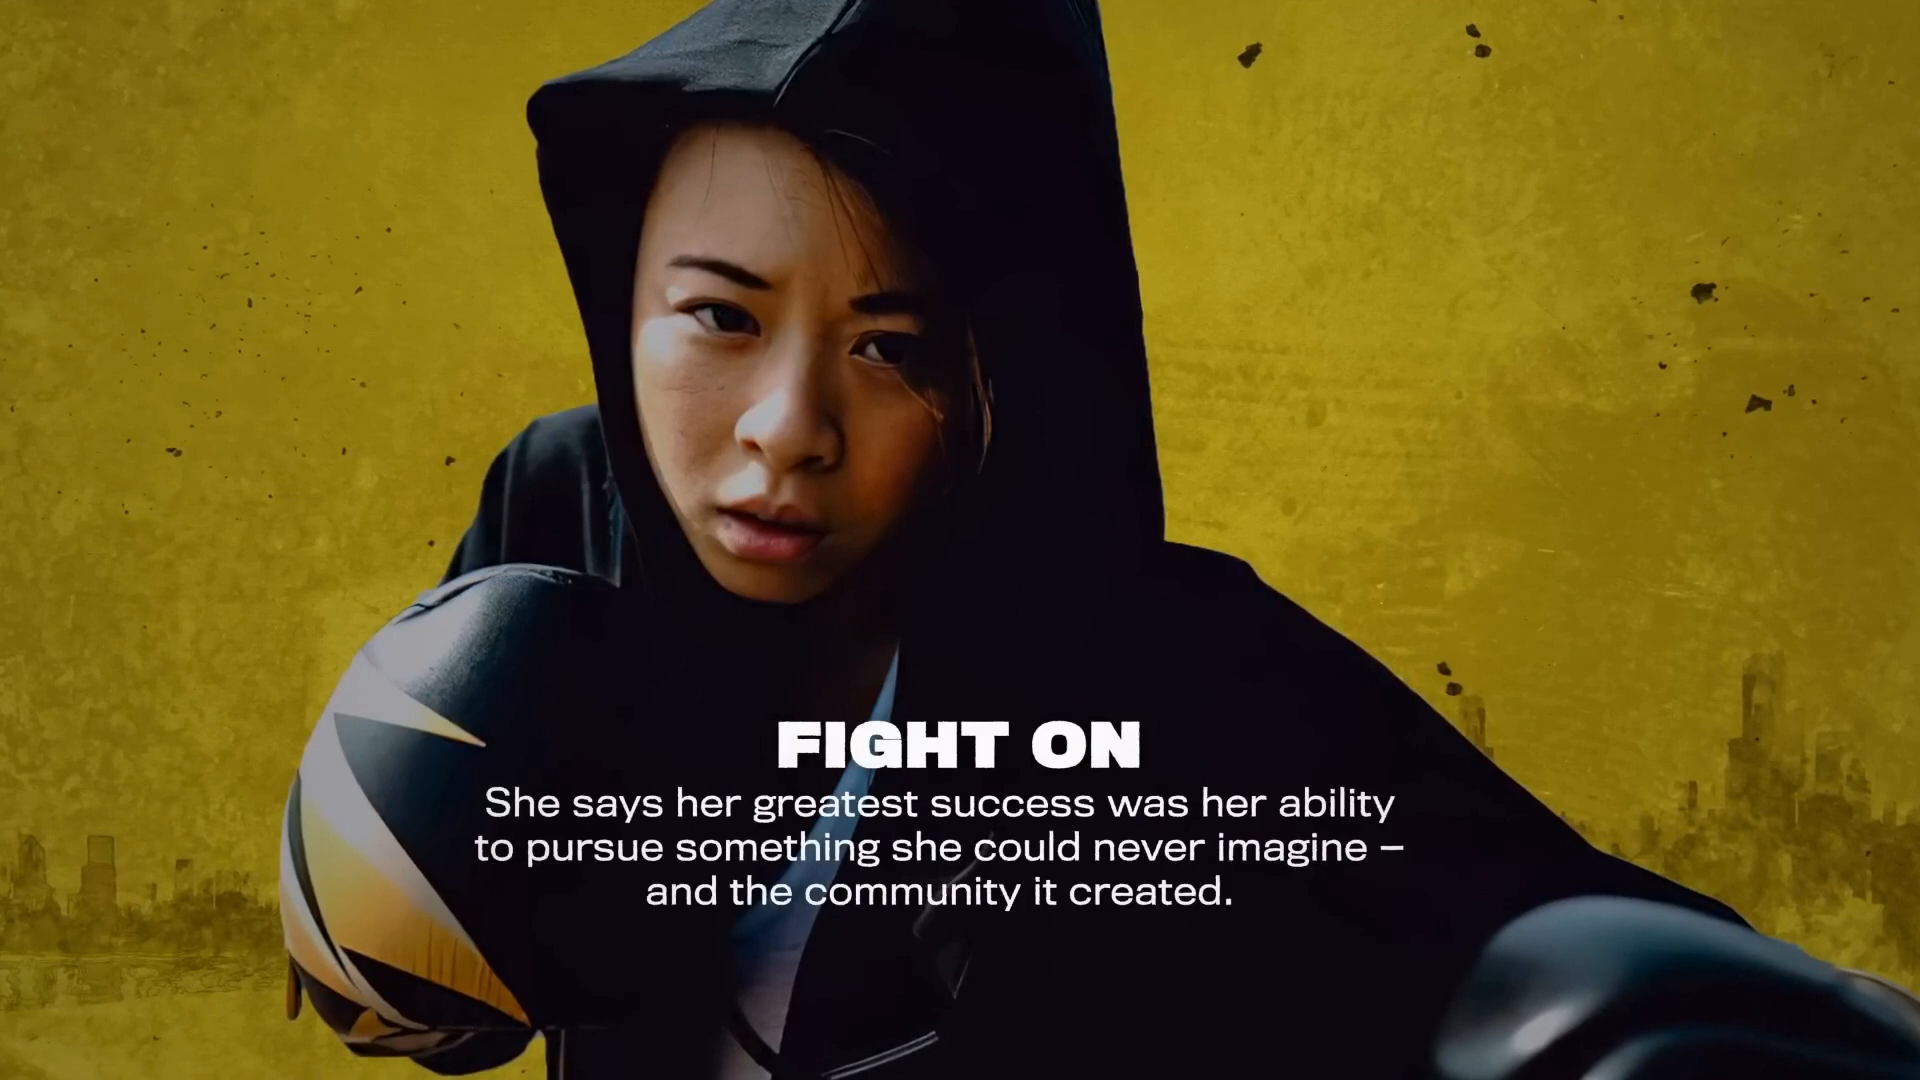 FIGHT ON
She says her greatest success was her ability
to pursue something she could never imagine –
and the community it created.